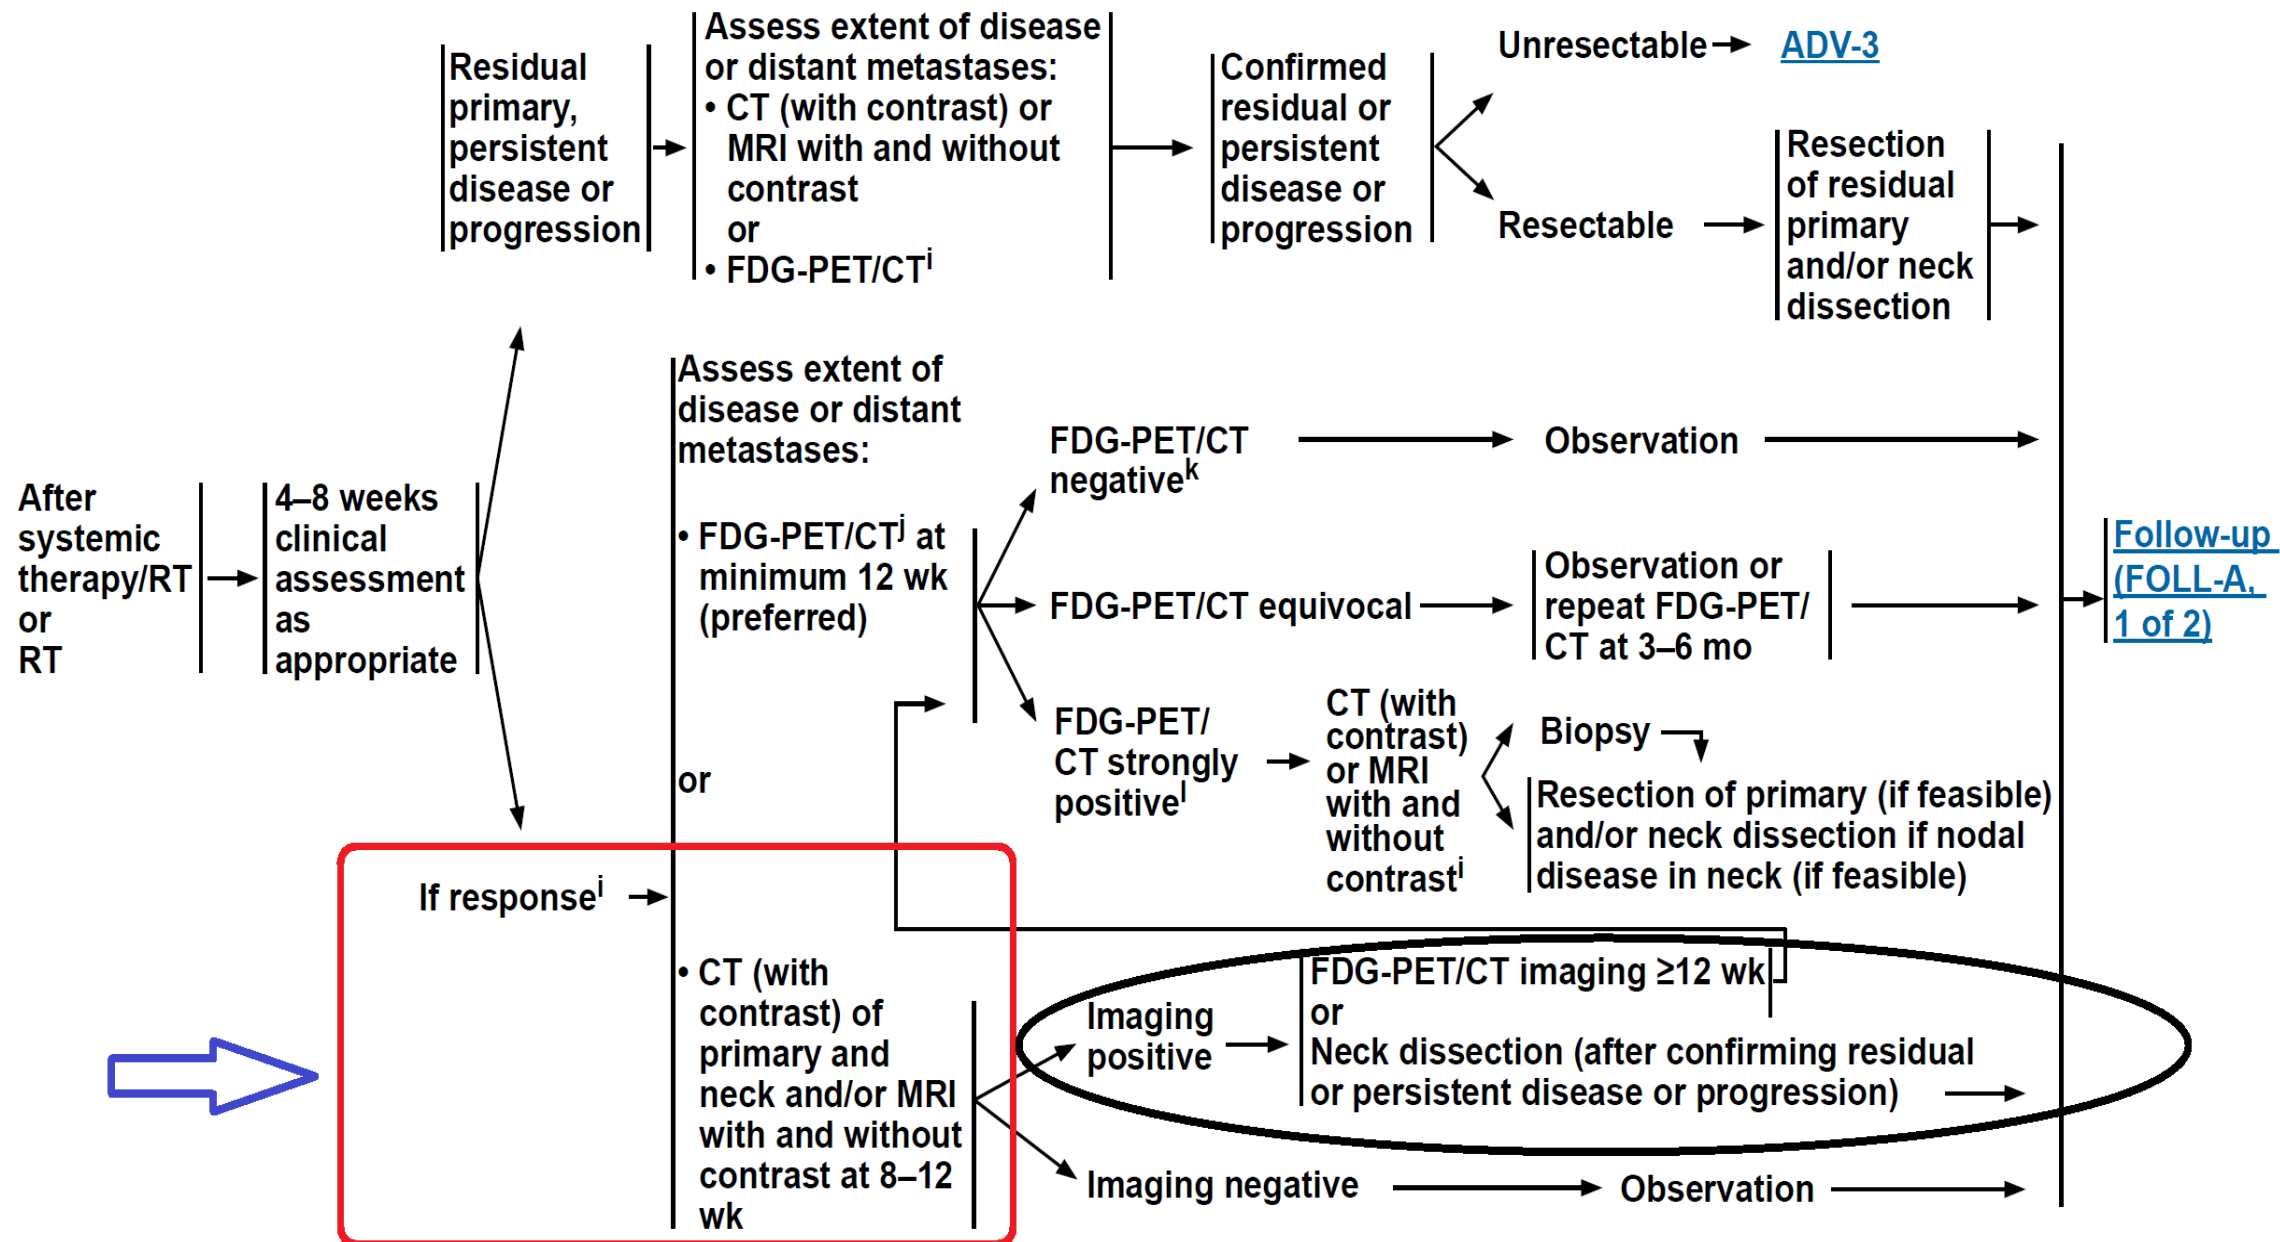 Residual
primary,
persistent
disease or
progression
Assess extent of disease
or distant metastases:
• CT (with contrast) or
MRI with and without
contrast
or
• FDG-PET/CTj
Confirmed
residual or
persistent
disease or
progression
Unresectable
ADV-3
Resectable
Resection
of residual
primary
and/or neck
dissection
After
systemic
therapy/RT
or
RT
4–8 weeks
clinical
assessment
as
appropriate
If responsei
Assess extent of
disease or distant
metastases:
• FDG-PET/CTj at
minimum 12 wk
(preferred)
or
• CT (with
contrast) of
primary and
neck and/or MRI
with and without
contrast at 8–12
wk
FDG-PET/CT
negativek
Observation
FDG-PET/CT equivocal
Observation or
repeat FDG-PET/
CT at 3–6 mo
FDG-PET/
CT strongly
positivel
CT (with
contrast)
or MRI
with and
without
contrastj
Biopsy
Resection of primary (if feasible)
and/or neck dissection if nodal
disease in neck (if feasible)
Imaging
positive
FDG-PET/CT imaging ≥12 wk
or
Neck dissection (after confirming residual
or persistent disease or progression)
Imaging negative
Observation
Follow-up
(FOLL-A,
1 of 2)